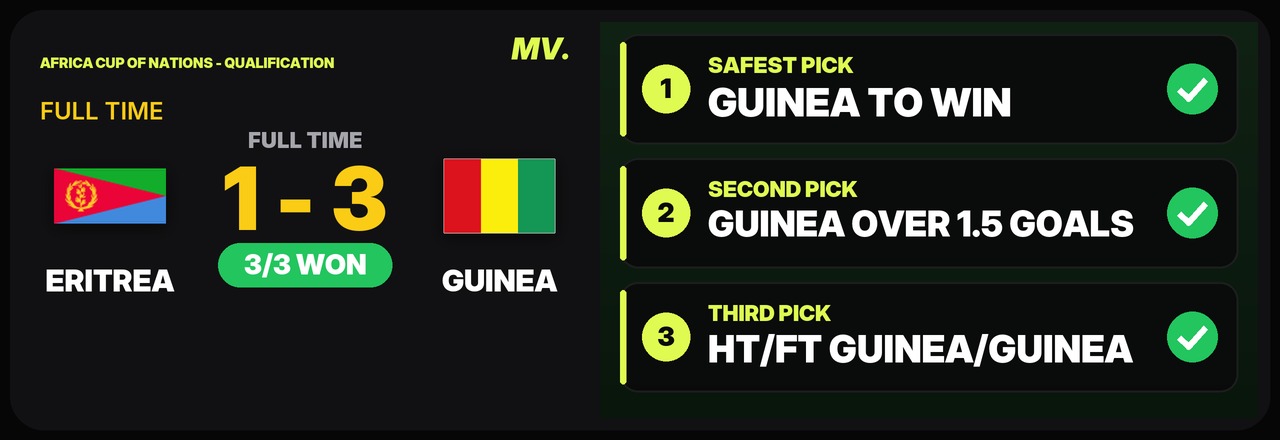 AFRICA CUP OF NATIONS - QUALIFICATION
MV.
FULL TIME
FULL TIME
1 - 3
3/3 WON
ERITREA
GUINEA
1
SAFEST PICK
GUINEA TO WIN
2
SECOND PICK
GUINEA OVER 1.5 GOALS
3
THIRD PICK
HT/FT GUINEA/GUINEA